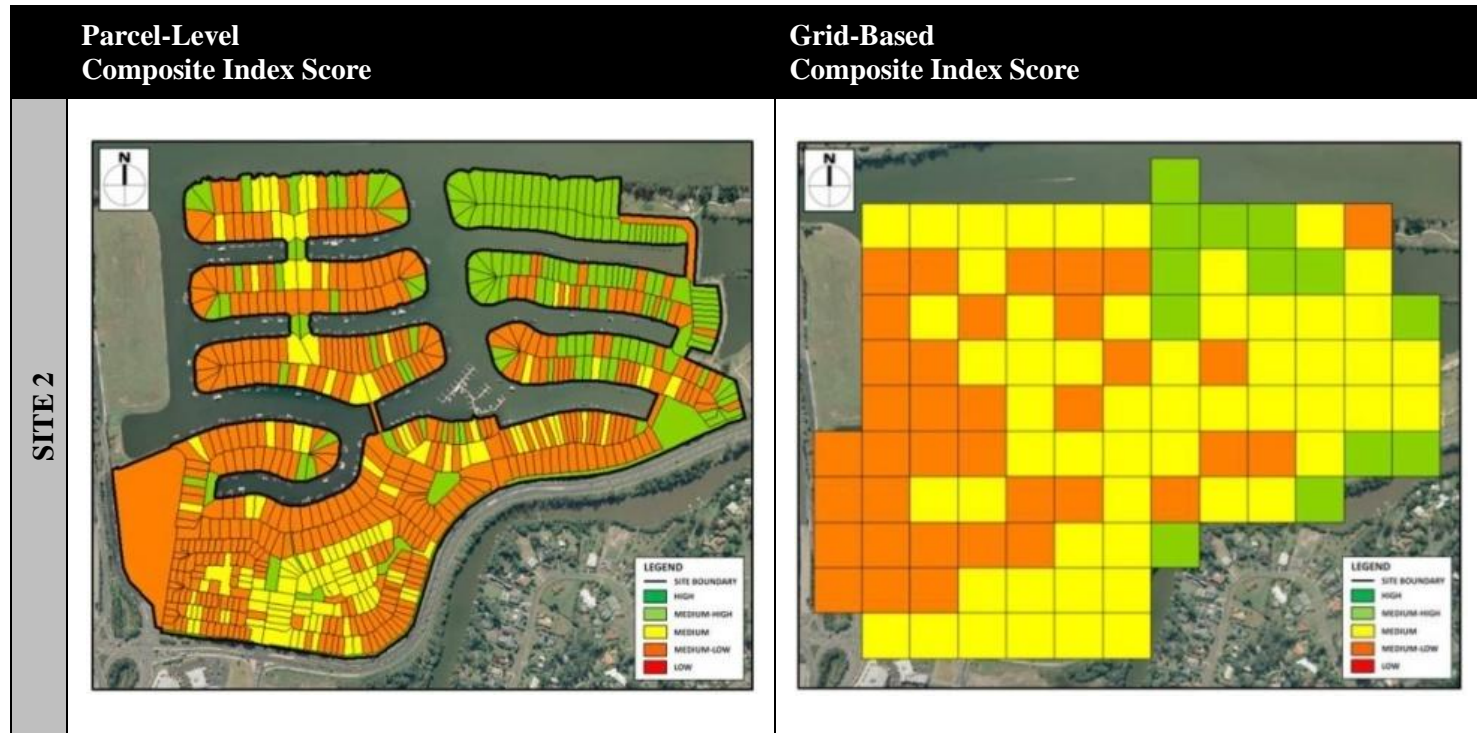 Parcel-Level
Composite Index Score
Grid-Based
Composite Index Score
SITE 2
N
LEGEND
SITE BOUNDARY
HIGH
MEDIUM-HIGH
MEDIUM
MEDIUM-LOW
LOW
N
LEGEND
SITE BOUNDARY
HIGH
MEDIUM-HIGH
MEDIUM
MEDIUM-LOW
LOW